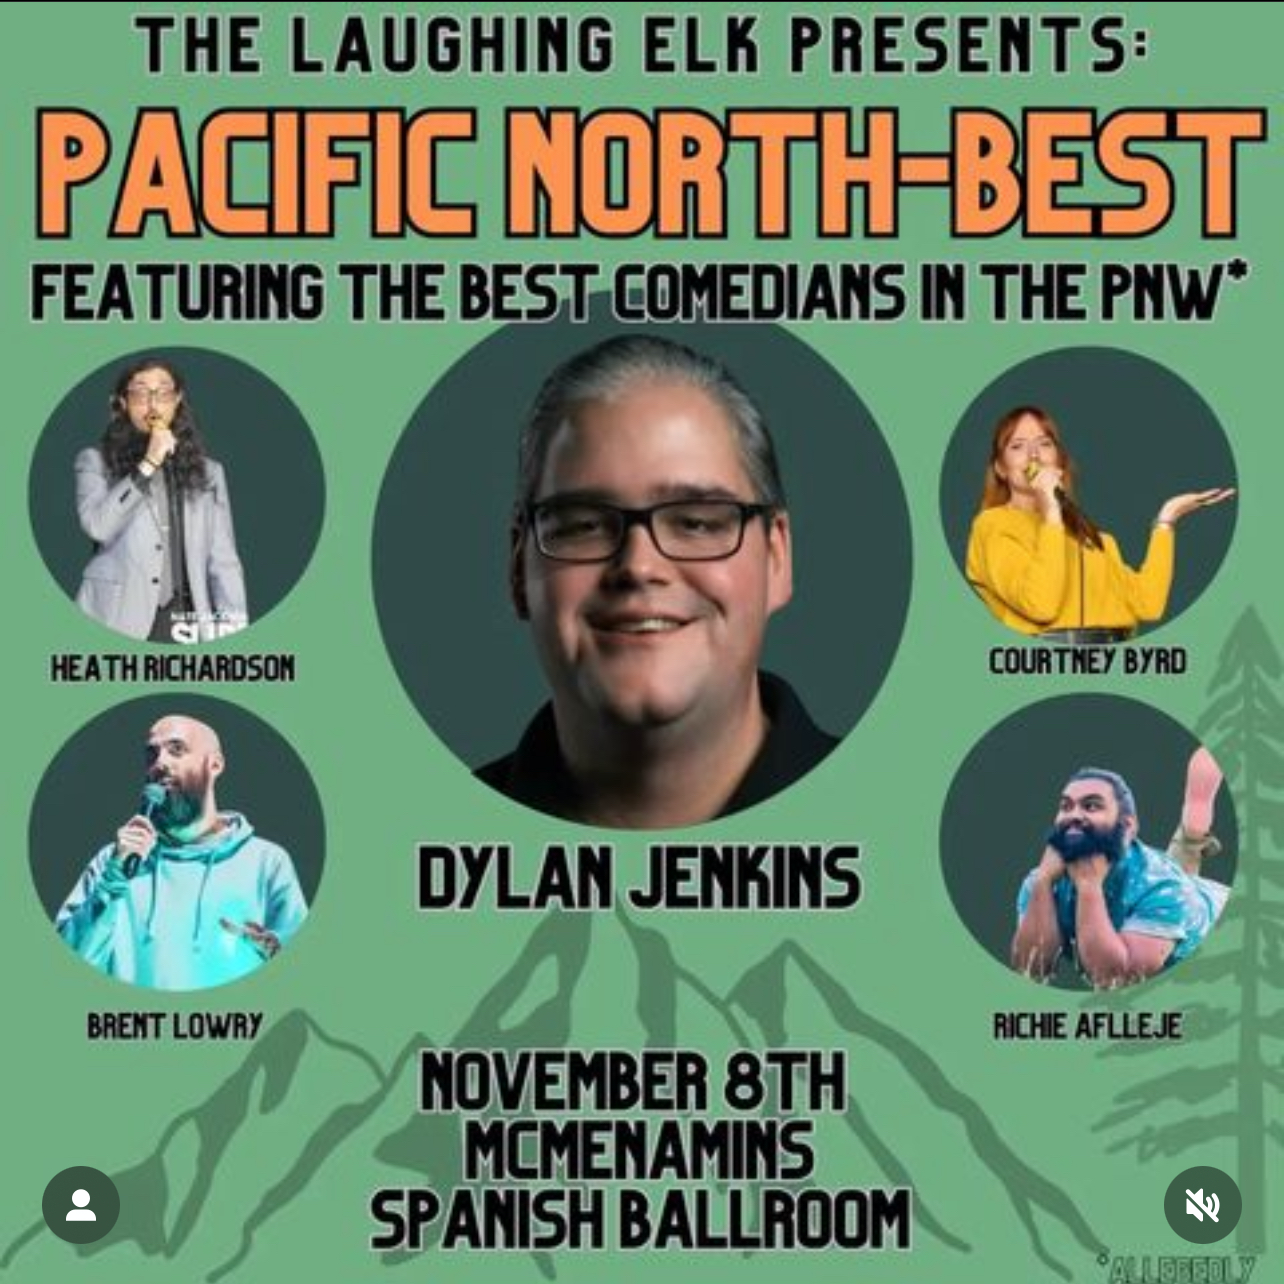 THE LAUGHING ELK PRESENTS:
PACIFIC NORTH-BEST
FEATURING THE BEST COMEDIANS IN THE PNW*
HEATH RICHARDSON
COURTNEY BYRD
DYLAN JENKINS
BRENT LOWRY
RICHIE AFLLEJE
NOVEMBER 8TH
MCMENAMINS
SPANISH BALLROOM
*ALLEGEDLY